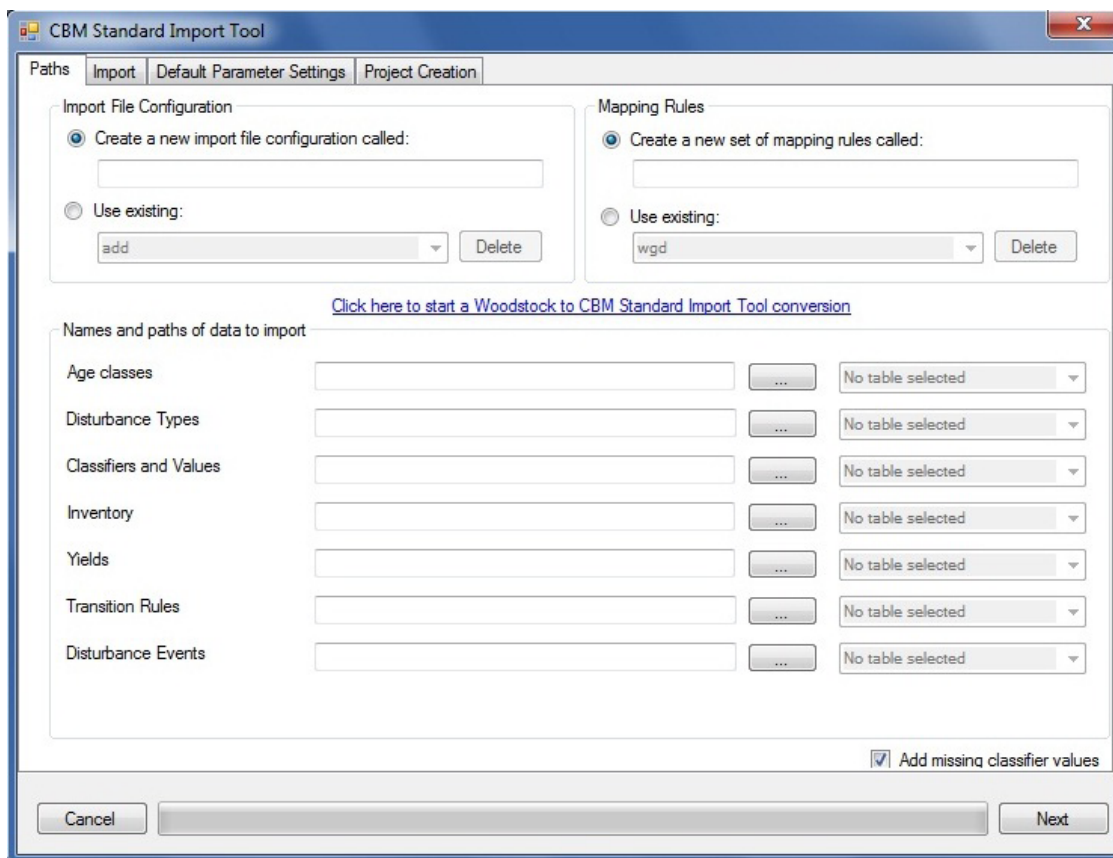 CBM Standard Import Tool
Paths Import Default Parameter Settings Project Creation
Import File Configuration
Create a new import file configuration called:
Use existing:
add Delete
Mapping Rules
Create a new set of mapping rules called:
Use existing:
wgd Delete
Click here to start a Woodstock to CBM Standard Import Tool conversion
Names and paths of data to import
Age classes ... No table selected
Disturbance Types ... No table selected
Classifiers and Values ... No table selected
Inventory ... No table selected
Yields ... No table selected
Transition Rules ... No table selected
Disturbance Events ... No table selected
Add missing classifier values
Cancel Next